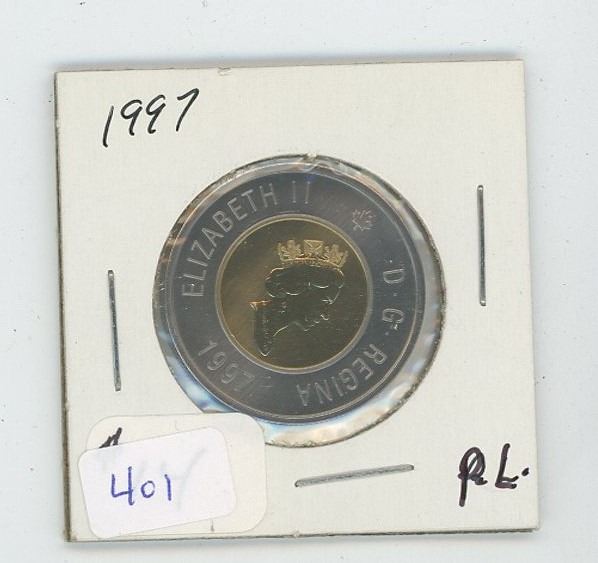 1997
ELIZABETH II
D·G·REGINA
1997
401
P.L.